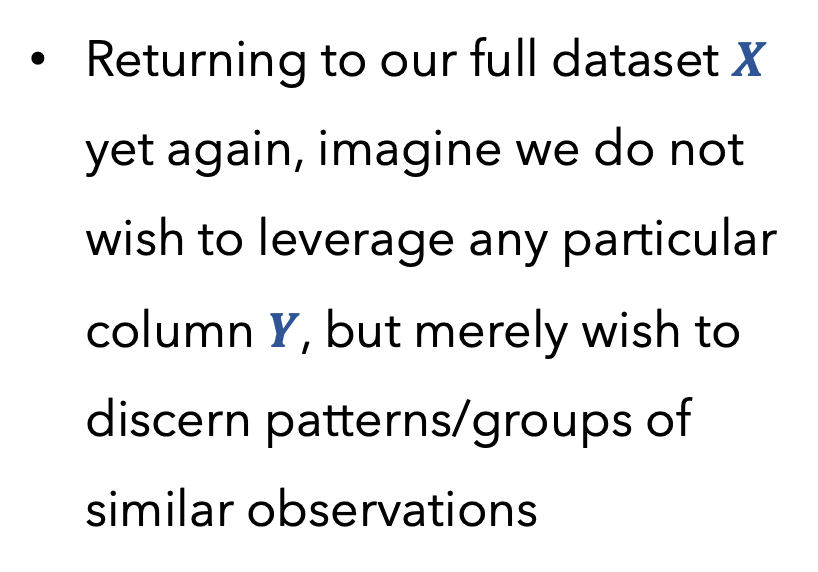 • Returning to our full dataset X
yet again, imagine we do not
wish to leverage any particular
column Y, but merely wish to
discern patterns/groups of
similar observations